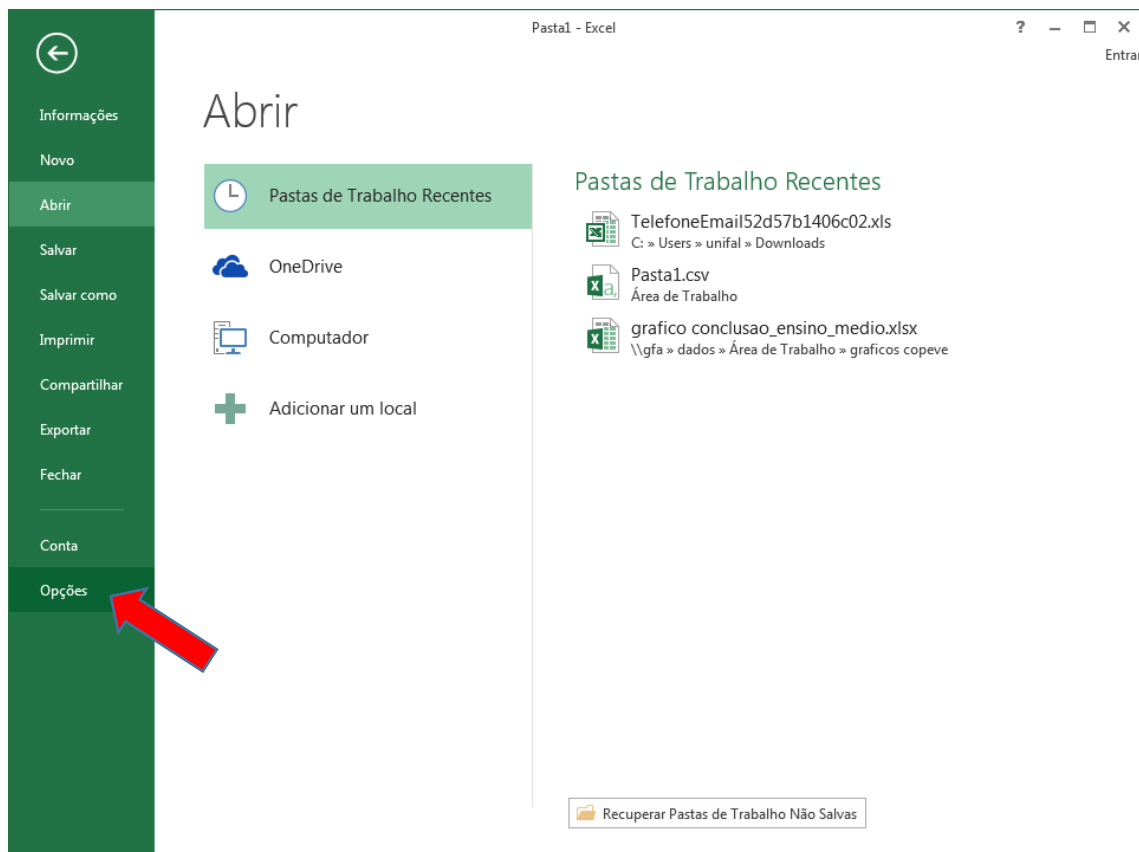 Pasta1 - Excel
?
Entrar
Informações
Novo
Abrir
Salvar
Salvar como
Imprimir
Compartilhar
Exportar
Fechar
Conta
Opções
Abrir
Pastas de Trabalho Recentes
OneDrive
Computador
Adicionar um local
Pastas de Trabalho Recentes
TelefoneEmail52d57b1406c02.xls
C: » Users » unifal » Downloads
Pasta1.csv
Área de Trabalho
grafico conclusao_ensino_medio.xlsx
\\gfa » dados » Área de Trabalho » graficos copeve
Recuperar Pastas de Trabalho Não Salvas